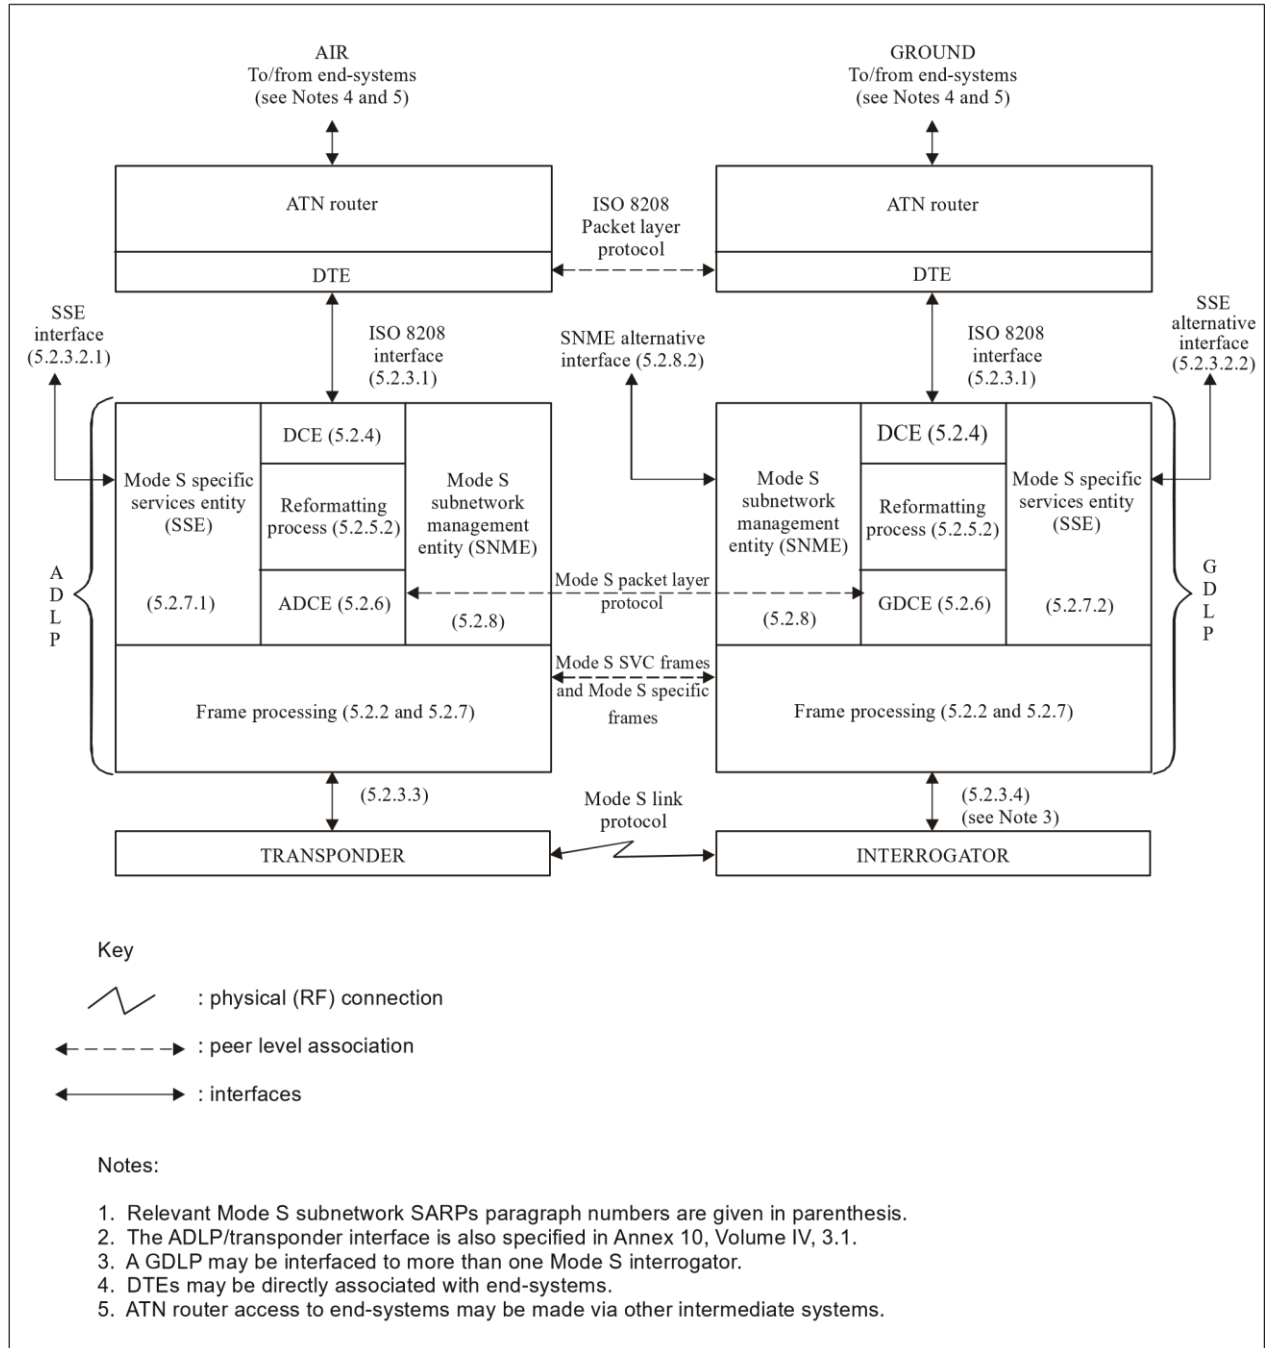 AIR
To/from end-systems
(see Notes 4 and 5)
GROUND
To/from end-systems
(see Notes 4 and 5)
ATN router
DTE
ISO 8208
Packet layer
protocol
ATN router
DTE
SSE
interface
(5.2.3.2.1)
ISO 8208
interface
(5.2.3.1)
SNME alternative
interface (5.2.8.2)
ISO 8208
interface
(5.2.3.1)
SSE
alternative
interface
(5.2.3.2.2)
A
D
L
P
Mode S specific
services entity
(SSE)
(5.2.7.1)
DCE (5.2.4)
Reformatting
process (5.2.5.2)
ADCE (5.2.6)
Mode S
subnetwork
management
entity (SNME)
(5.2.8)
Mode S packet layer
protocol
Mode S
subnetwork
management
entity (SNME)
(5.2.8)
DCE (5.2.4)
Reformatting
process (5.2.5.2)
GDCE (5.2.6)
Mode S specific
services entity
(SSE)
(5.2.7.2)
G
D
L
P
Frame processing (5.2.2 and 5.2.7)
Mode S SVC frames
and Mode S specific
frames
Frame processing (5.2.2 and 5.2.7)
(5.2.3.3)
Mode S link
protocol
(5.2.3.4)
(see Note 3)
TRANSPONDER
INTERROGATOR
Key
: physical (RF) connection
: peer level association
: interfaces
Notes:
1. Relevant Mode S subnetwork SARPs paragraph numbers are given in parenthesis.
2. The ADLP/transponder interface is also specified in Annex 10, Volume IV, 3.1.
3. A GDLP may be interfaced to more than one Mode S interrogator.
4. DTEs may be directly associated with end-systems.
5. ATN router access to end-systems may be made via other intermediate systems.